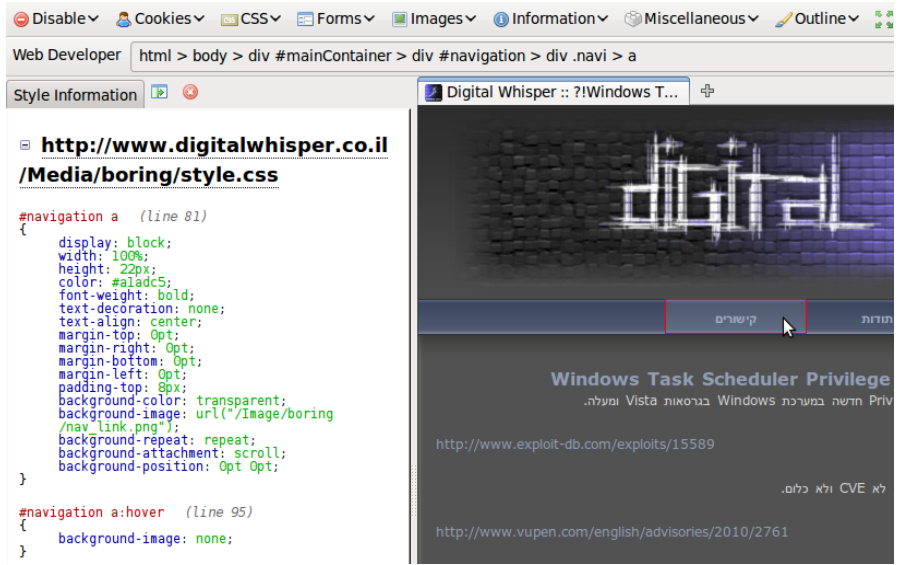 Disable Cookies CSS Forms Images Information Miscellaneous Outline
Web Developer html > body > div #mainContainer > div #navigation > div .navi > a
Style Information
Digital Whisper :: ?!Windows T...
http://www.digitalwhisper.co.il
/Media/boring/style.css
#navigation a (line 81)
{
display: block;
width: 100%;
height: 22px;
color: #a1adc5;
font-weight: bold;
text-decoration: none;
text-align: center;
margin-top: 0pt;
margin-right: 0pt;
margin-bottom: 0pt;
margin-left: 0pt;
padding-top: 8px;
background-color: transparent;
background-image: url("/Image/boring
/nav_link.png");
background-repeat: repeat;
background-attachment: scroll;
background-position: 0pt 0pt;
}
#navigation a:hover (line 95)
{
background-image: none;
}
digital
קישורים
תודות
Windows Task Scheduler Privilege
Priv חדשה במערכת Windows בגרסאות Vista ומעלה.
http://www.exploit-db.com/exploits/15589
לא CVE ולא כלום.
http://www.vupen.com/english/advisories/2010/2761